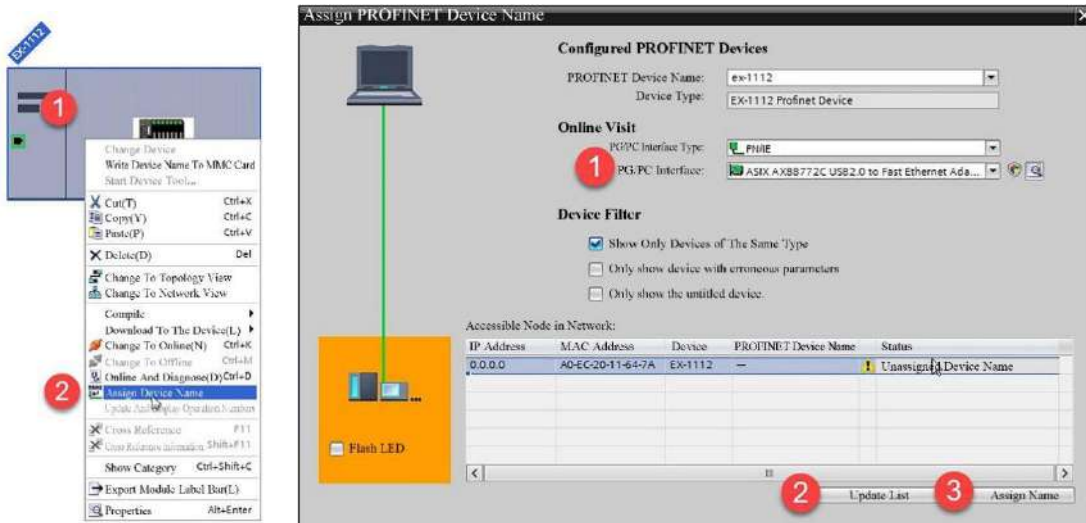 EX-1112
1
Change Device
Write Device Name To MMC Card
Start Device Tool...
Cut(T) Ctrl+X
Copy(Y) Ctrl+C
Paste(P) Ctrl+V
Delete(D) Del
Change To Topology View
Change To Network View
Compile
Download To The Device(L)
Change To Online(N) Ctrl+K
Change To Offline Ctrl+M
Online And Diagnose(D) Ctrl+D
2
Assign Device Name
Cross Reference F11
Shift+F11
Show Category Ctrl+Shift+C
Export Module Label Bar(L)
Properties Alt+Enter
Assign PROFINET Device Name
Configured PROFINET Devices
PROFINET Device Name: ex-1112
Device Type: EX-1112 Profinet Device
Online Visit
PG/PC Interface Type: PN/IE
1
PG/PC Interface: ASIX AX88772C USB2.0 to Fast Ethernet Ada...
Device Filter
Show Only Devices of The Same Type
Only show device with erroneous parameters
Only show the untitled device.
Accessible Node in Network:
IP Address MAC Address Device PROFINET Device Name Status
0.0.0.0 A0-EC-20-11-64-7A EX-1112 — Unassigned Device Name
Flash LED
2 Update List 3 Assign Name